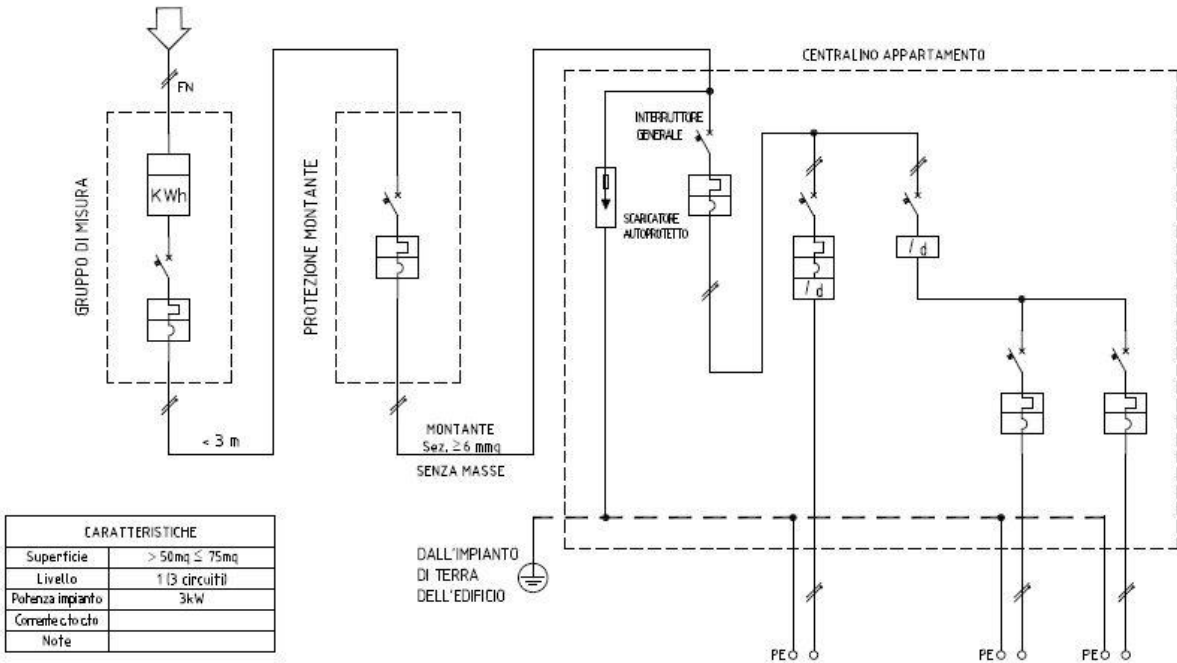 CENTRALINO APPARTAMENTO
FN
INTERRUTTORE
GENERALE
GRUPPO DI MISURA
KWh
PROTEZIONE MONTANTE
SCARICATORE
AUTOPROTETTO
I d
I d
< 3 m
MONTANTE
Sez. ≥6 mmq
SENZA MASSE
CARATTERISTICHE
Superficie > 50mq ≤ 75mq
Livello 1 (3 circuiti)
Potenza impianto 3kW
Corrente c.to c.to
Note
DALL'IMPIANTO
DI TERRA
DELL'EDIFICIO
PE PE PE